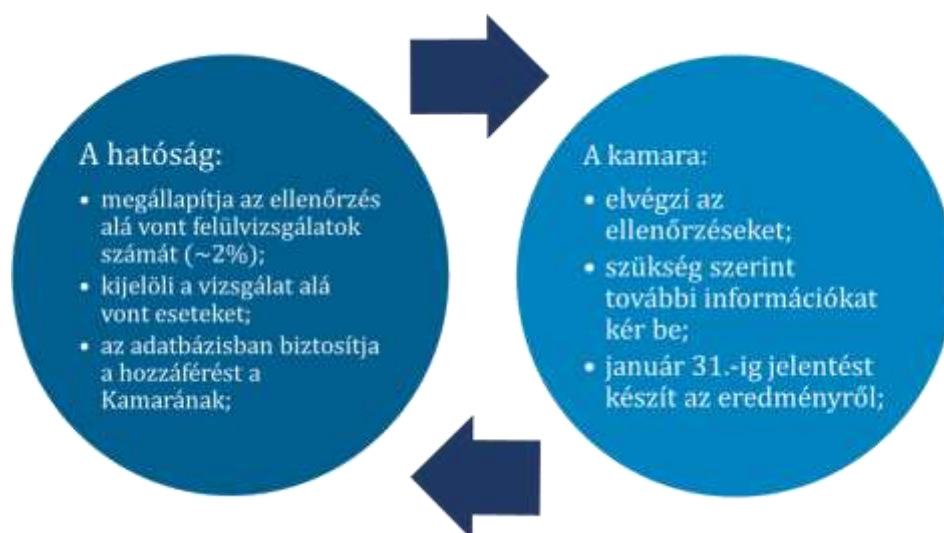 A hatóság:
• megállapítja az ellenőrzés
alá vont felülvizsgálatok
számát (~2%);
• kijelöli a vizsgálat alá
vont eseteket;
• az adatbázisban biztosítja
a hozzáférést a
Kamarának;
A kamara:
• elvégzi az
ellenőrzéseket;
• szükség szerint
további információkat
kér be;
• január 31.-ig jelentést
készít az eredményről;